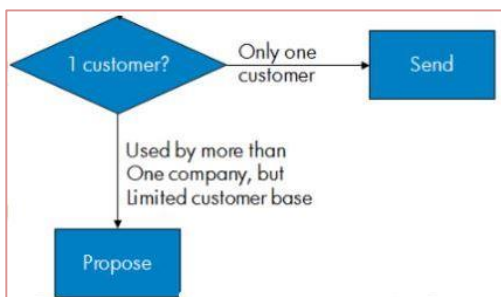 1 customer?
Only one
customer
Send
Used by more than
One company, but
Limited customer base
Propose